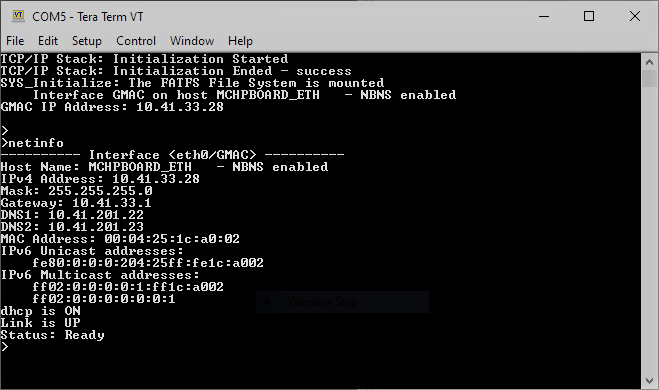 COM5 - Tera Term VT
File Edit Setup Control Window Help
TCP/IP Stack: Initialization Started
TCP/IP Stack: Initialization Ended - success
SYS_Initialize: The FATFS File System is mounted
    Interface GMAC on host MCHPBOARD_ETH   - NBNS enabled
GMAC IP Address: 10.41.33.28
>
>netinfo
---------- Interface <eth0/GMAC> ----------
Host Name: MCHPBOARD_ETH   - NBNS enabled
IPv4 Address: 10.41.33.28
Mask: 255.255.255.0
Gateway: 10.41.33.1
DNS1: 10.41.201.22
DNS2: 10.41.201.23
MAC Address: 00:04:25:1c:a0:02
IPv6 Unicast addresses:
    fe80:0:0:0:204:25ff:fe1c:a002
IPv6 Multicast addresses:
    ff02:0:0:0:0:1:ff1c:a002
    ff02:0:0:0:0:0:0:1
Window Snip
dhcp is ON
Link is UP
Status: Ready
>